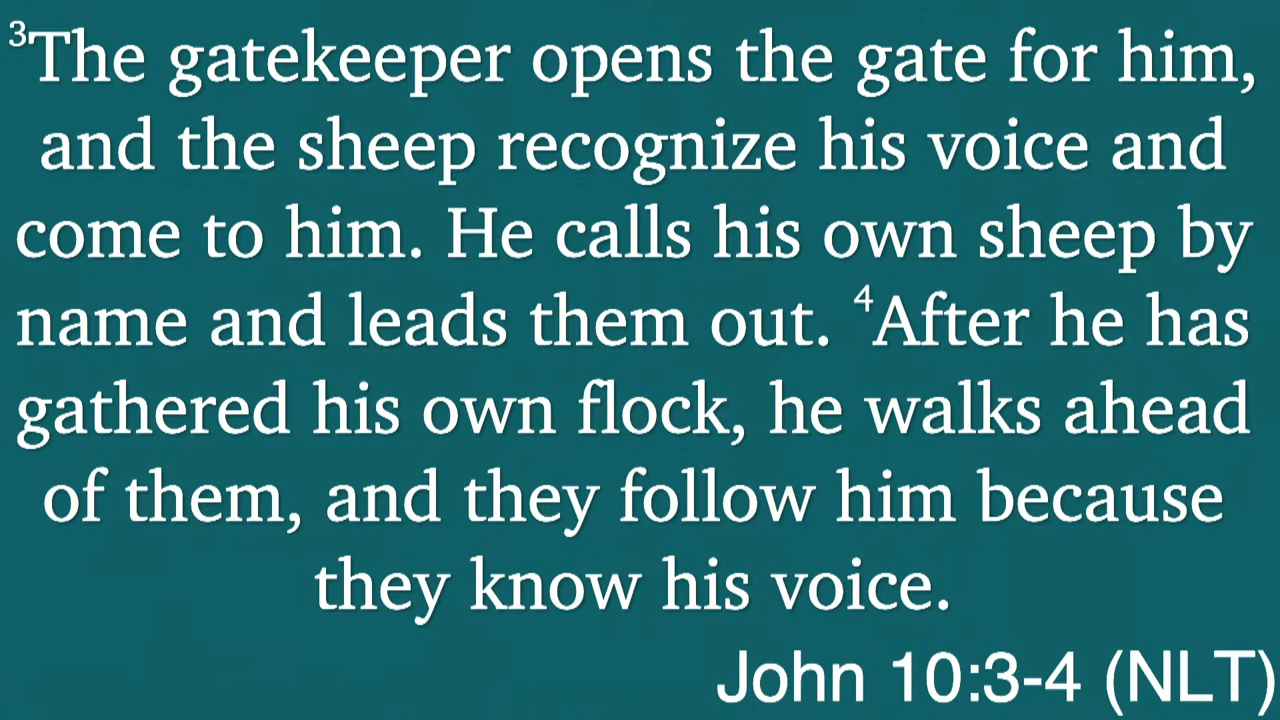 ³The gatekeeper opens the gate for him,
and the sheep recognize his voice and
come to him. He calls his own sheep by
name and leads them out. ⁴After he has
gathered his own flock, he walks ahead
of them, and they follow him because
they know his voice.
John 10:3-4 (NLT)